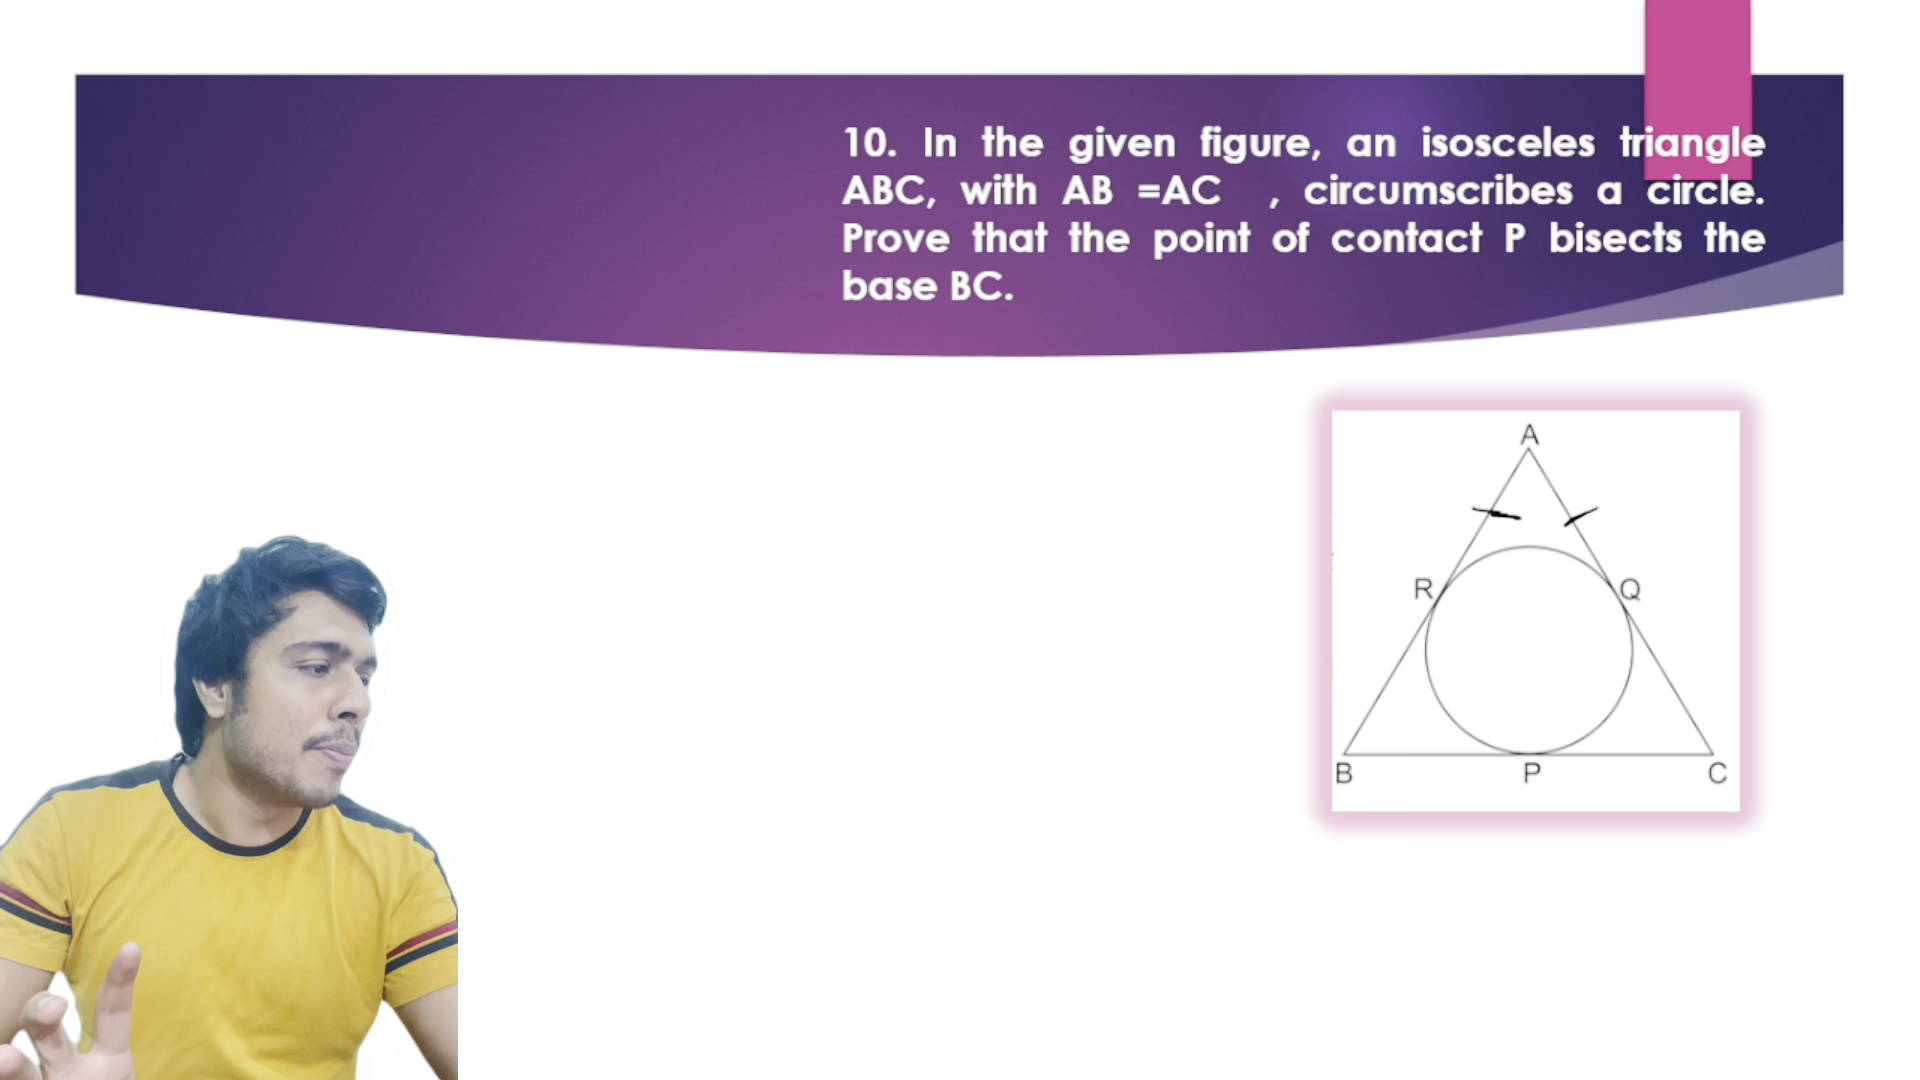 10. In the given figure, an isosceles triangle
ABC, with AB =AC , circumscribes a circle.
Prove that the point of contact P bisects the
base BC.
A
R Q
B P C